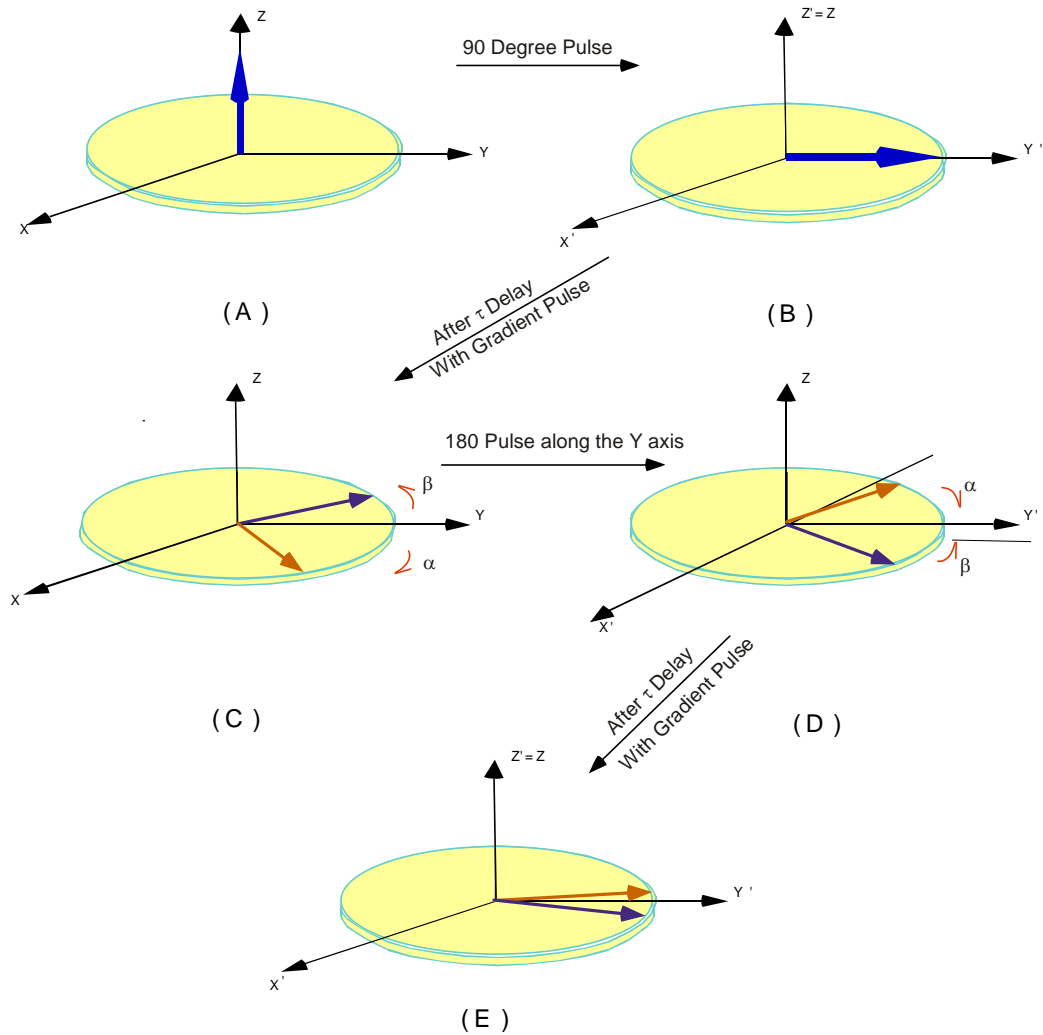 Z
90 Degree Pulse
Z' = Z
Y
Y '
X
X '
( A )
After τ Delay
With Gradient Pulse
( B )
Z
Z
180 Pulse along the Y axis
β
α
Y
Y'
α
β
X
X'
( C )
After τ Delay
With Gradient Pulse
( D )
Z' = Z
Y '
X '
( E )